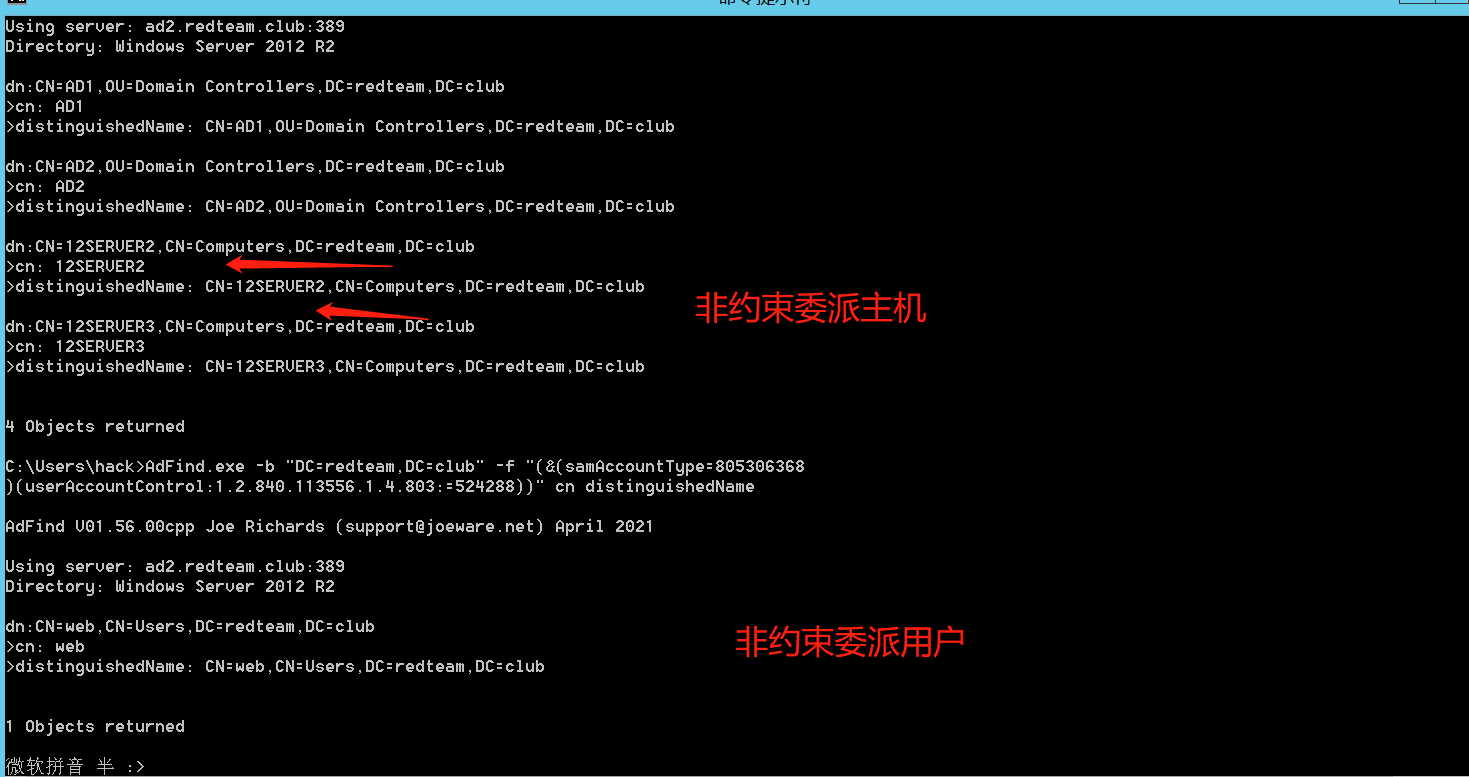 Using server: ad2.redteam.club:389
Directory: Windows Server 2012 R2
dn:CN=AD1,OU=Domain Controllers,DC=redteam,DC=club
>cn: AD1
>distinguishedName: CN=AD1,OU=Domain Controllers,DC=redteam,DC=club
dn:CN=AD2,OU=Domain Controllers,DC=redteam,DC=club
>cn: AD2
>distinguishedName: CN=AD2,OU=Domain Controllers,DC=redteam,DC=club
dn:CN=12SERVER2,CN=Computers,DC=redteam,DC=club
>cn: 12SERVER2
>distinguishedName: CN=12SERVER2,CN=Computers,DC=redteam,DC=club
非约束委派主机
dn:CN=12SERVER3,CN=Computers,DC=redteam,DC=club
>cn: 12SERVER3
>distinguishedName: CN=12SERVER3,CN=Computers,DC=redteam,DC=club
4 Objects returned
C:\Users\hack>AdFind.exe -b "DC=redteam,DC=club" -f "(&(samAccountType=805306368
)(userAccountControl:1.2.840.113556.1.4.803:=524288))" cn distinguishedName
AdFind V01.56.00cpp Joe Richards (support@joeware.net) April 2021
Using server: ad2.redteam.club:389
Directory: Windows Server 2012 R2
dn:CN=web,CN=Users,DC=redteam,DC=club
>cn: web
非约束委派用户
>distinguishedName: CN=web,CN=Users,DC=redteam,DC=club
1 Objects returned
微软拼音 半 :>